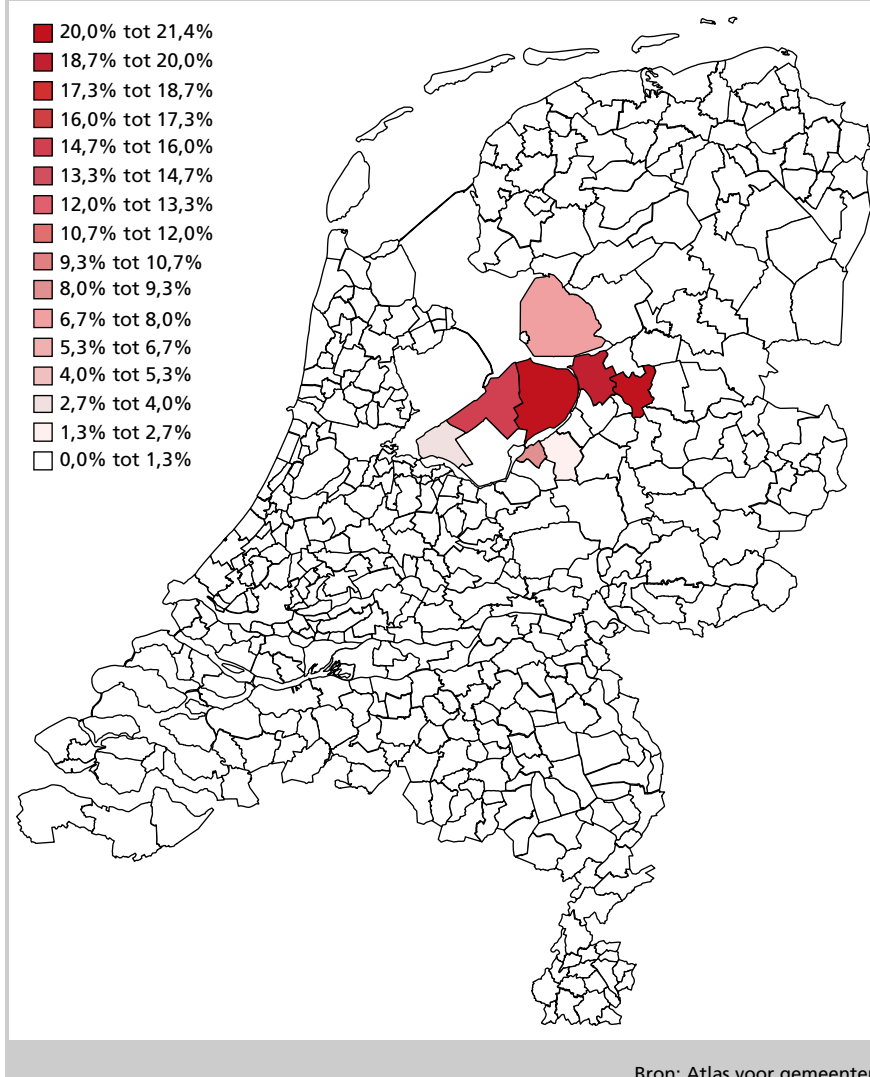 20,0% tot 21,4%
18,7% tot 20,0%
17,3% tot 18,7%
16,0% tot 17,3%
14,7% tot 16,0%
13,3% tot 14,7%
12,0% tot 13,3%
10,7% tot 12,0%
9,3% tot 10,7%
8,0% tot 9,3%
6,7% tot 8,0%
5,3% tot 6,7%
4,0% tot 5,3%
2,7% tot 4,0%
1,3% tot 2,7%
0,0% tot 1,3%
Bron: Atlas voor gemeenten